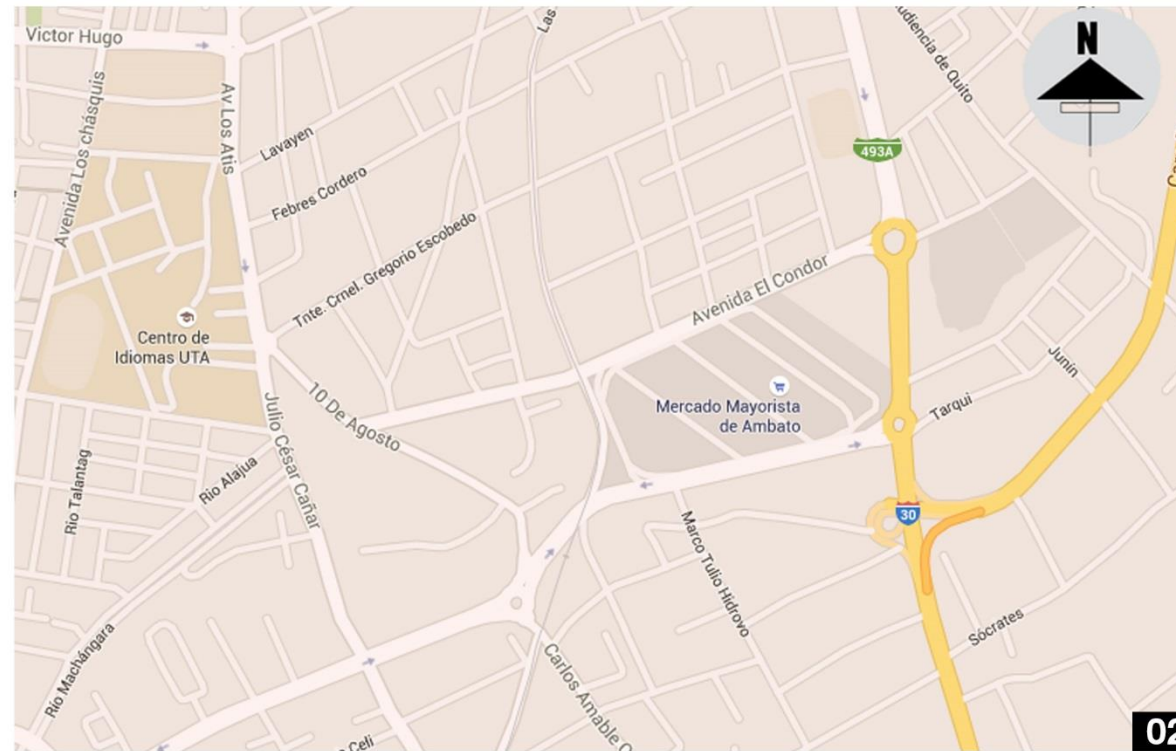 Victor Hugo
Avenida Los chásquis
Av Los Atis
Lavayen
Febres Cordero
Tnte. Crnel. Gregorio Escobedo
Las
udiencia de Quito
N
493A
Centro de
Idiomas UTA
Avenida El Condor
Mercado Mayorista
de Ambato
Junín
Tarqui
10 De Agosto
Julio César Cañar
Rio Talantag
Rio Alajua
30
Marco Tulio Hidrovo
Sócrates
Rio Machángara
Carlos Amable O
Celi
02